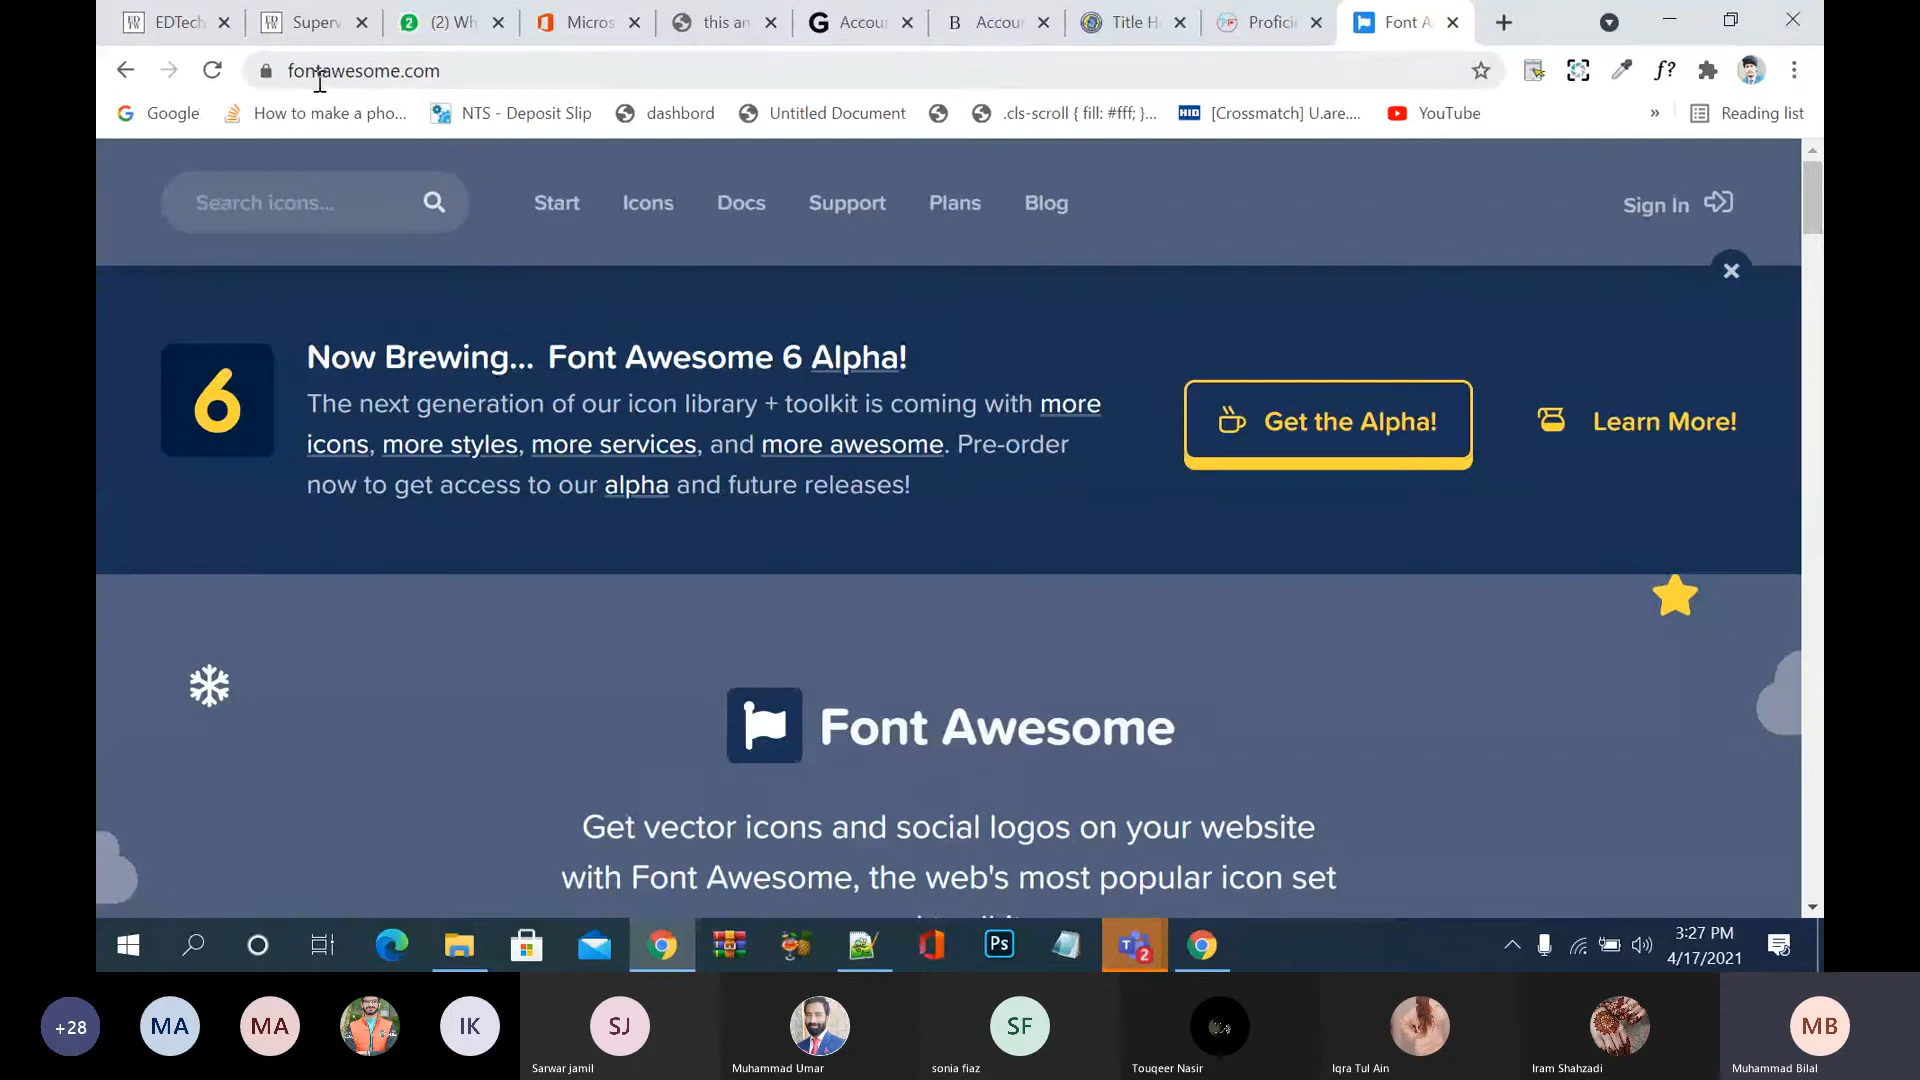 EDTech
Superv
(2) Wh
Micros
this an
Accou
Accou
Title H
Profici
Font A
fontawesome.com
Google
How to make a pho...
NTS - Deposit Slip
dashbord
Untitled Document
.cls-scroll { fill: #fff; }...
[Crossmatch] U.are....
YouTube
»
Reading list
Search icons...
Start
Icons
Docs
Support
Plans
Blog
Sign In
6
Now Brewing... Font Awesome 6 Alpha!
The next generation of our icon library + toolkit is coming with more
icons, more styles, more services, and more awesome. Pre-order
now to get access to our alpha and future releases!
Get the Alpha!
Learn More!
Font Awesome
Get vector icons and social logos on your website
with Font Awesome, the web's most popular icon set
3:27 PM
4/17/2021
+28
MA
MA
IK
SJ
SF
MB
Sarwar jamil
Muhammad Umar
sonia fiaz
Touqeer Nasir
Iqra Tul Ain
Iram Shahzadi
Muhammad Bilal